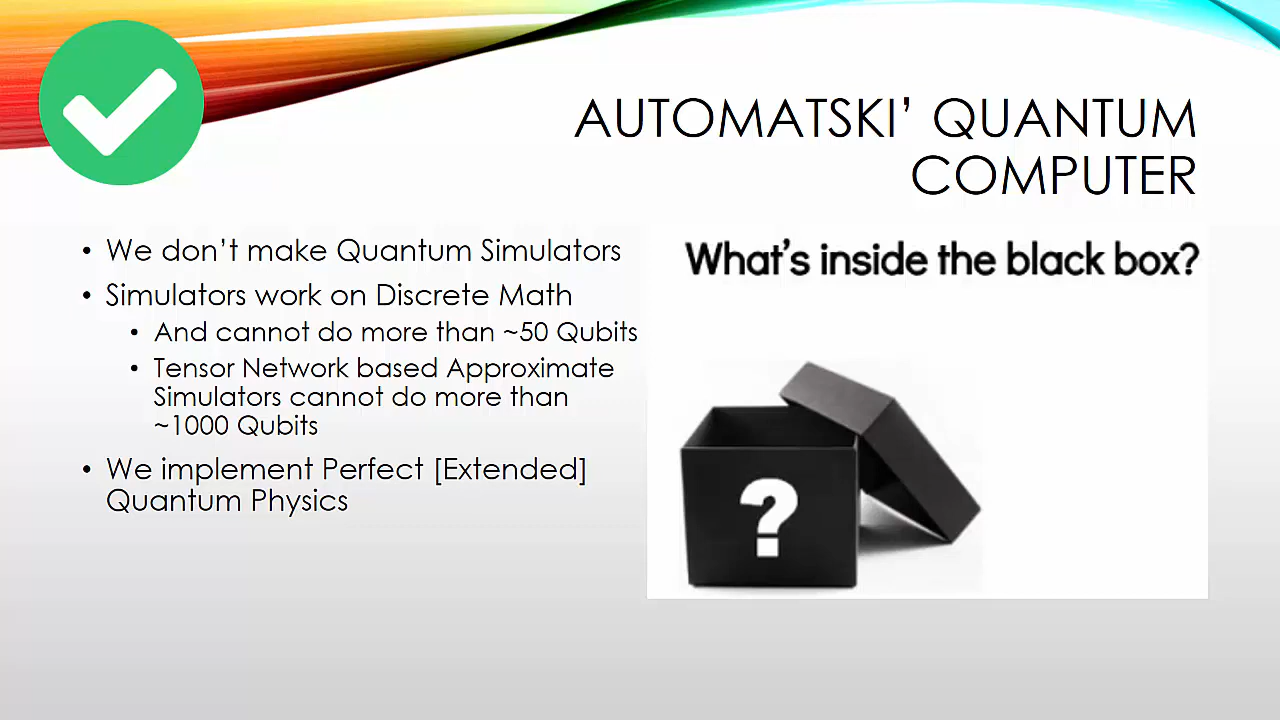 AUTOMATSKI’ QUANTUM
COMPUTER
• We don’t make Quantum Simulators
• Simulators work on Discrete Math
• And cannot do more than ~50 Qubits
• Tensor Network based Approximate
Simulators cannot do more than
~1000 Qubits
• We implement Perfect [Extended]
Quantum Physics
What’s inside the black box?
?